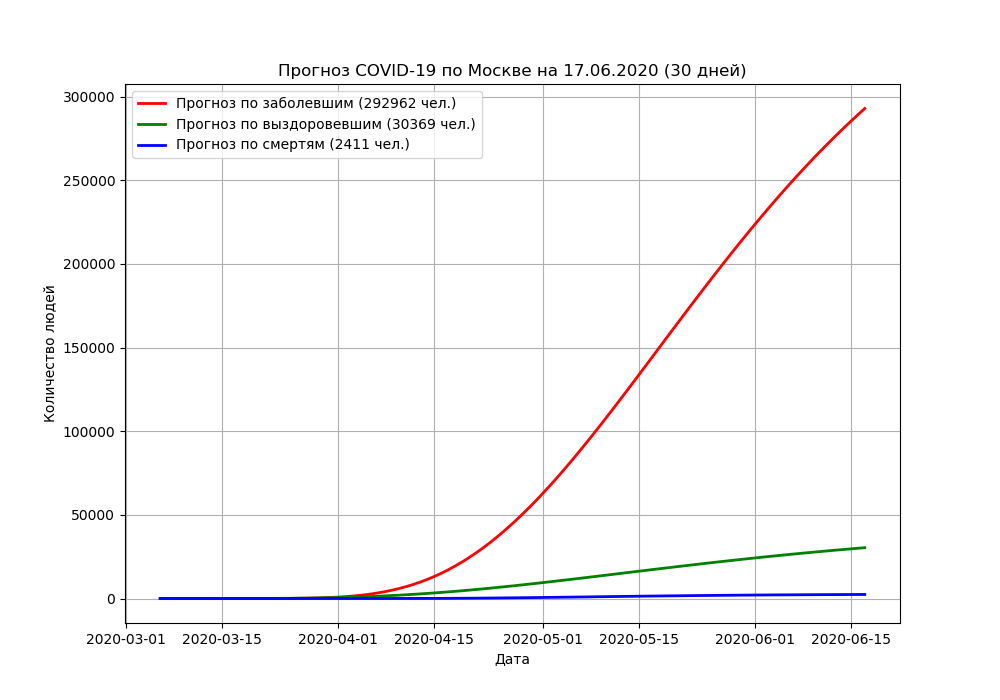 Прогноз COVID-19 по Москве на 17.06.2020 (30 дней)
Прогноз по заболевшим (292962 чел.)
Прогноз по выздоровевшим (30369 чел.)
Прогноз по смертям (2411 чел.)
Количество людей
300000
250000
200000
150000
100000
50000
0
2020-03-01 2020-03-15 2020-04-01 2020-04-15 2020-05-01 2020-05-15 2020-06-01 2020-06-15
Дата